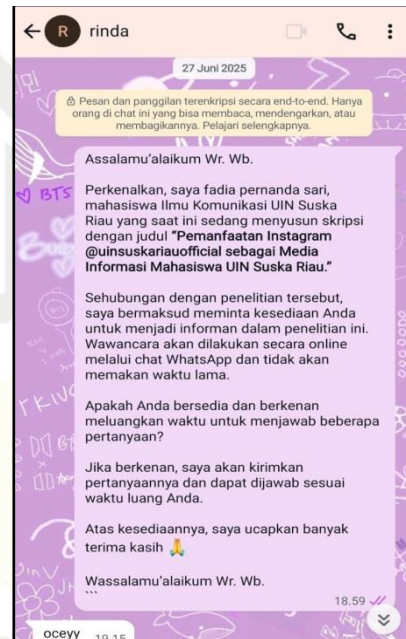 R rinda
27 Juni 2025
Pesan dan panggilan terenkripsi secara end-to-end. Hanya
orang di chat ini yang bisa membaca, mendengarkan, atau
membagikannya. Pelajari selengkapnya.
Assalamu'alaikum Wr. Wb.
Perkenalkan, saya fadia pernanda sari,
mahasiswa Ilmu Komunikasi UIN Suska
Riau yang saat ini sedang menyusun skripsi
dengan judul "Pemanfaatan Instagram
@uinsuskariauofficial sebagai Media
Informasi Mahasiswa UIN Suska Riau."
Sehubungan dengan penelitian tersebut,
saya bermaksud meminta kesediaan Anda
untuk menjadi informan dalam penelitian ini.
Wawancara akan dilakukan secara online
melalui chat WhatsApp dan tidak akan
memakan waktu lama.
Apakah Anda bersedia dan berkenan
meluangkan waktu untuk menjawab beberapa
pertanyaan?
Jika berkenan, saya akan kirimkan
pertanyaannya dan dapat dijawab sesuai
waktu luang Anda.
Atas kesediaannya, saya ucapkan banyak
terima kasih 🙏
Wassalamu'alaikum Wr. Wb.
```
18.59
oceyy 19.15
BTS